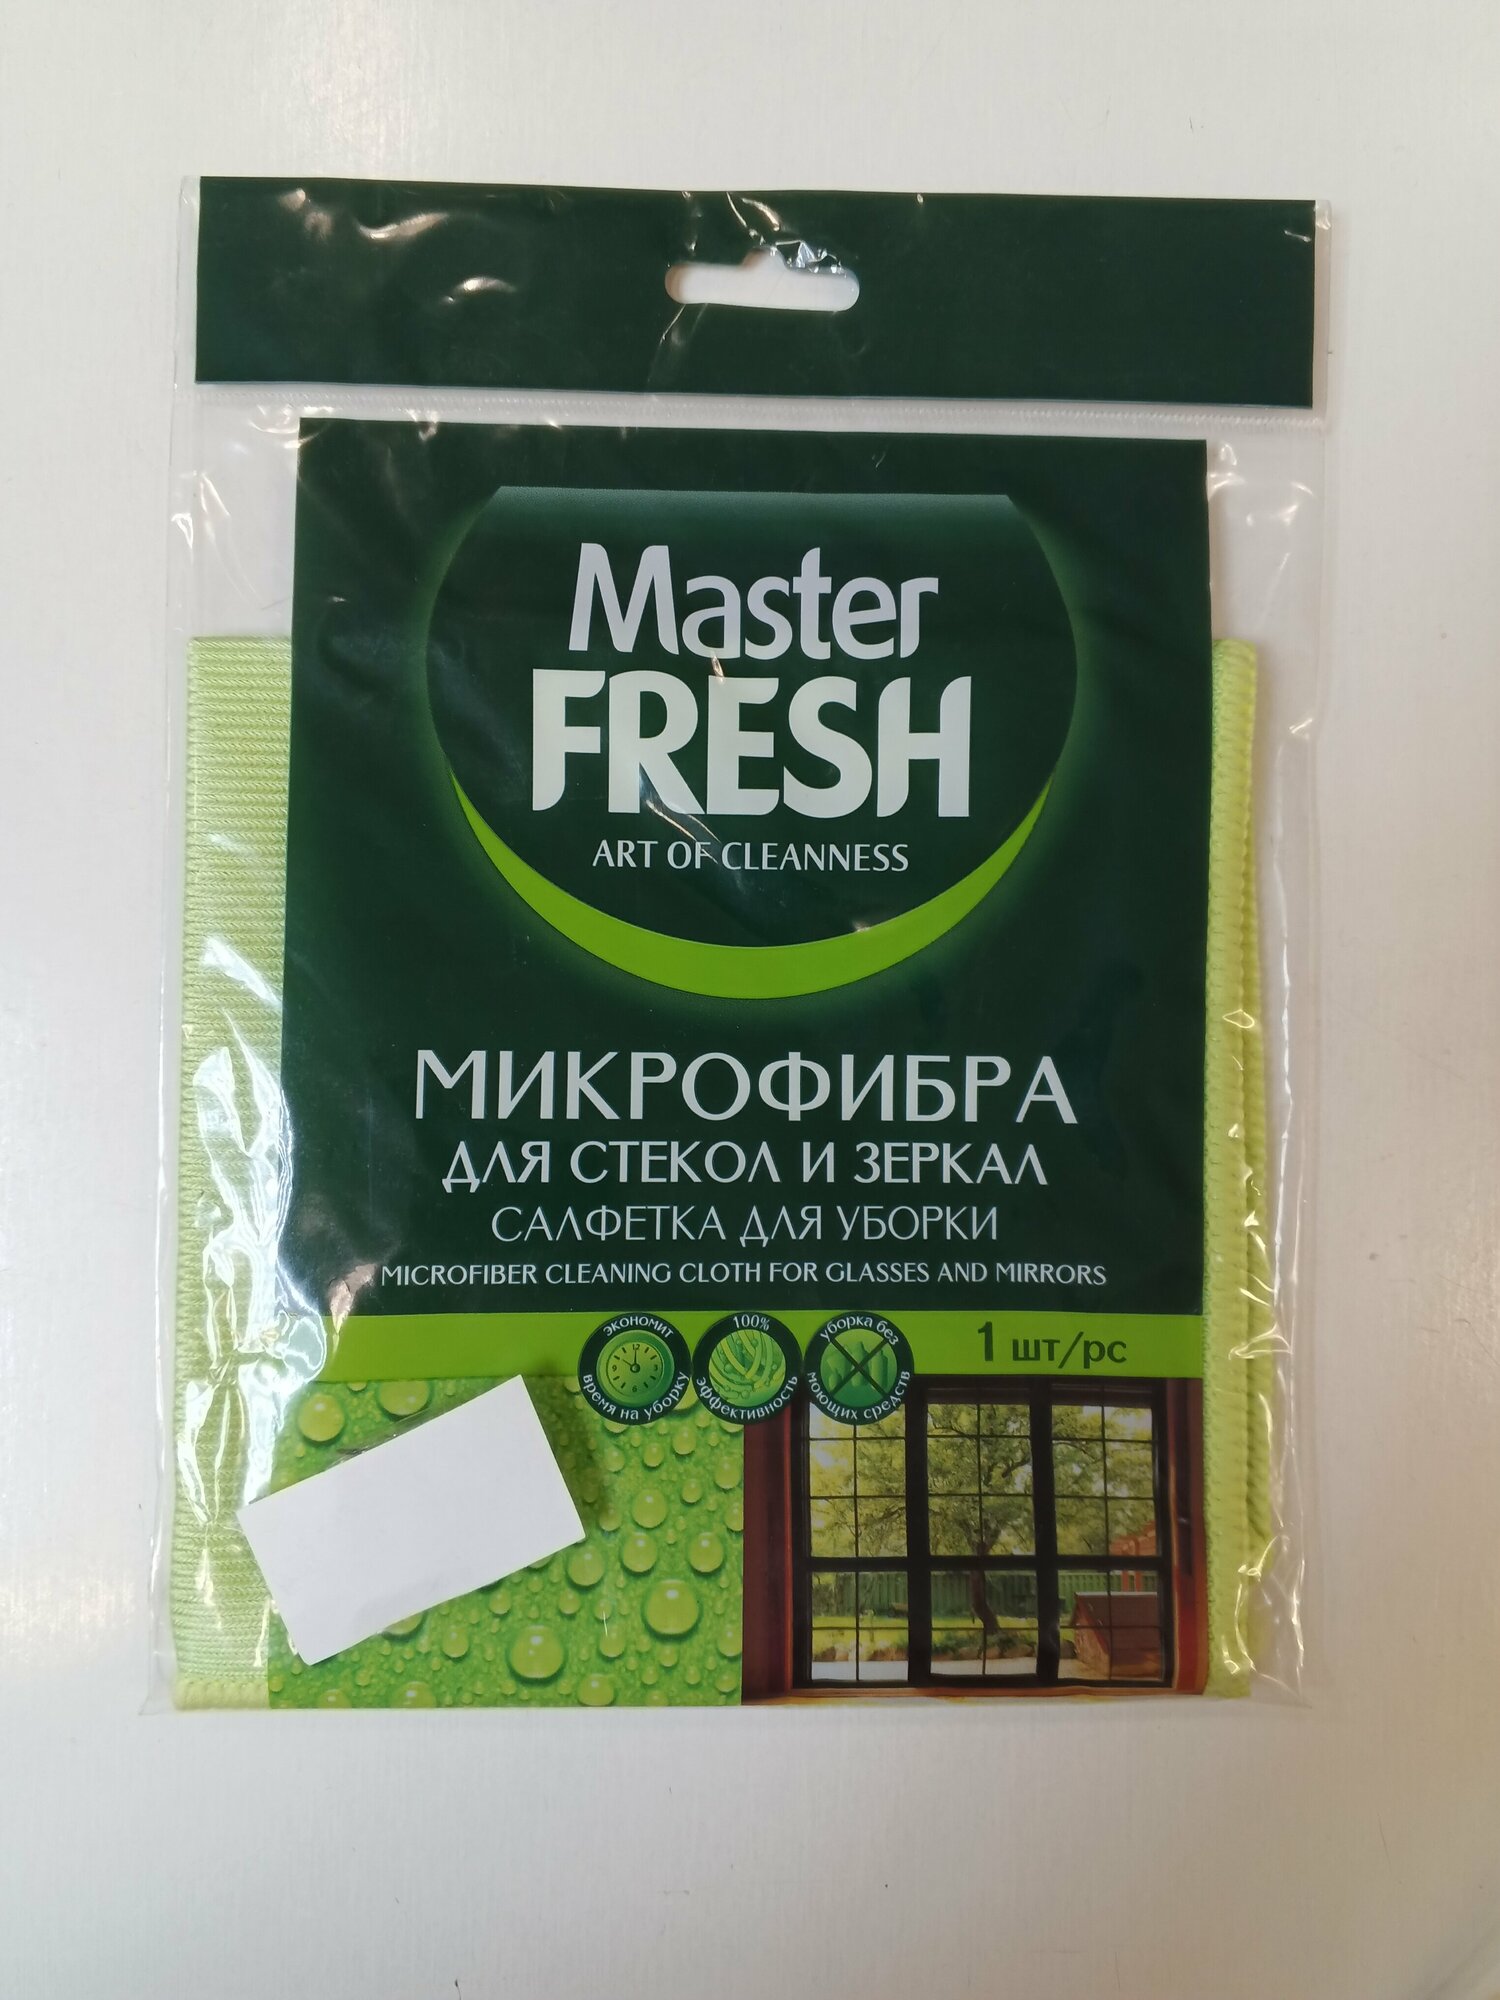 Master
FRESH
ART OF CLEANNESS
МИКРОФИБРА
ДЛЯ СТЕКОЛ И ЗЕРКАЛ
САЛФЕТКА ДЛЯ УБОРКИ
MICROFIBER CLEANING CLOTH FOR GLASSES AND MIRRORS
экономит
время на уборку
100%
эффективность
уборка без
моющих средств
1 шт/pc